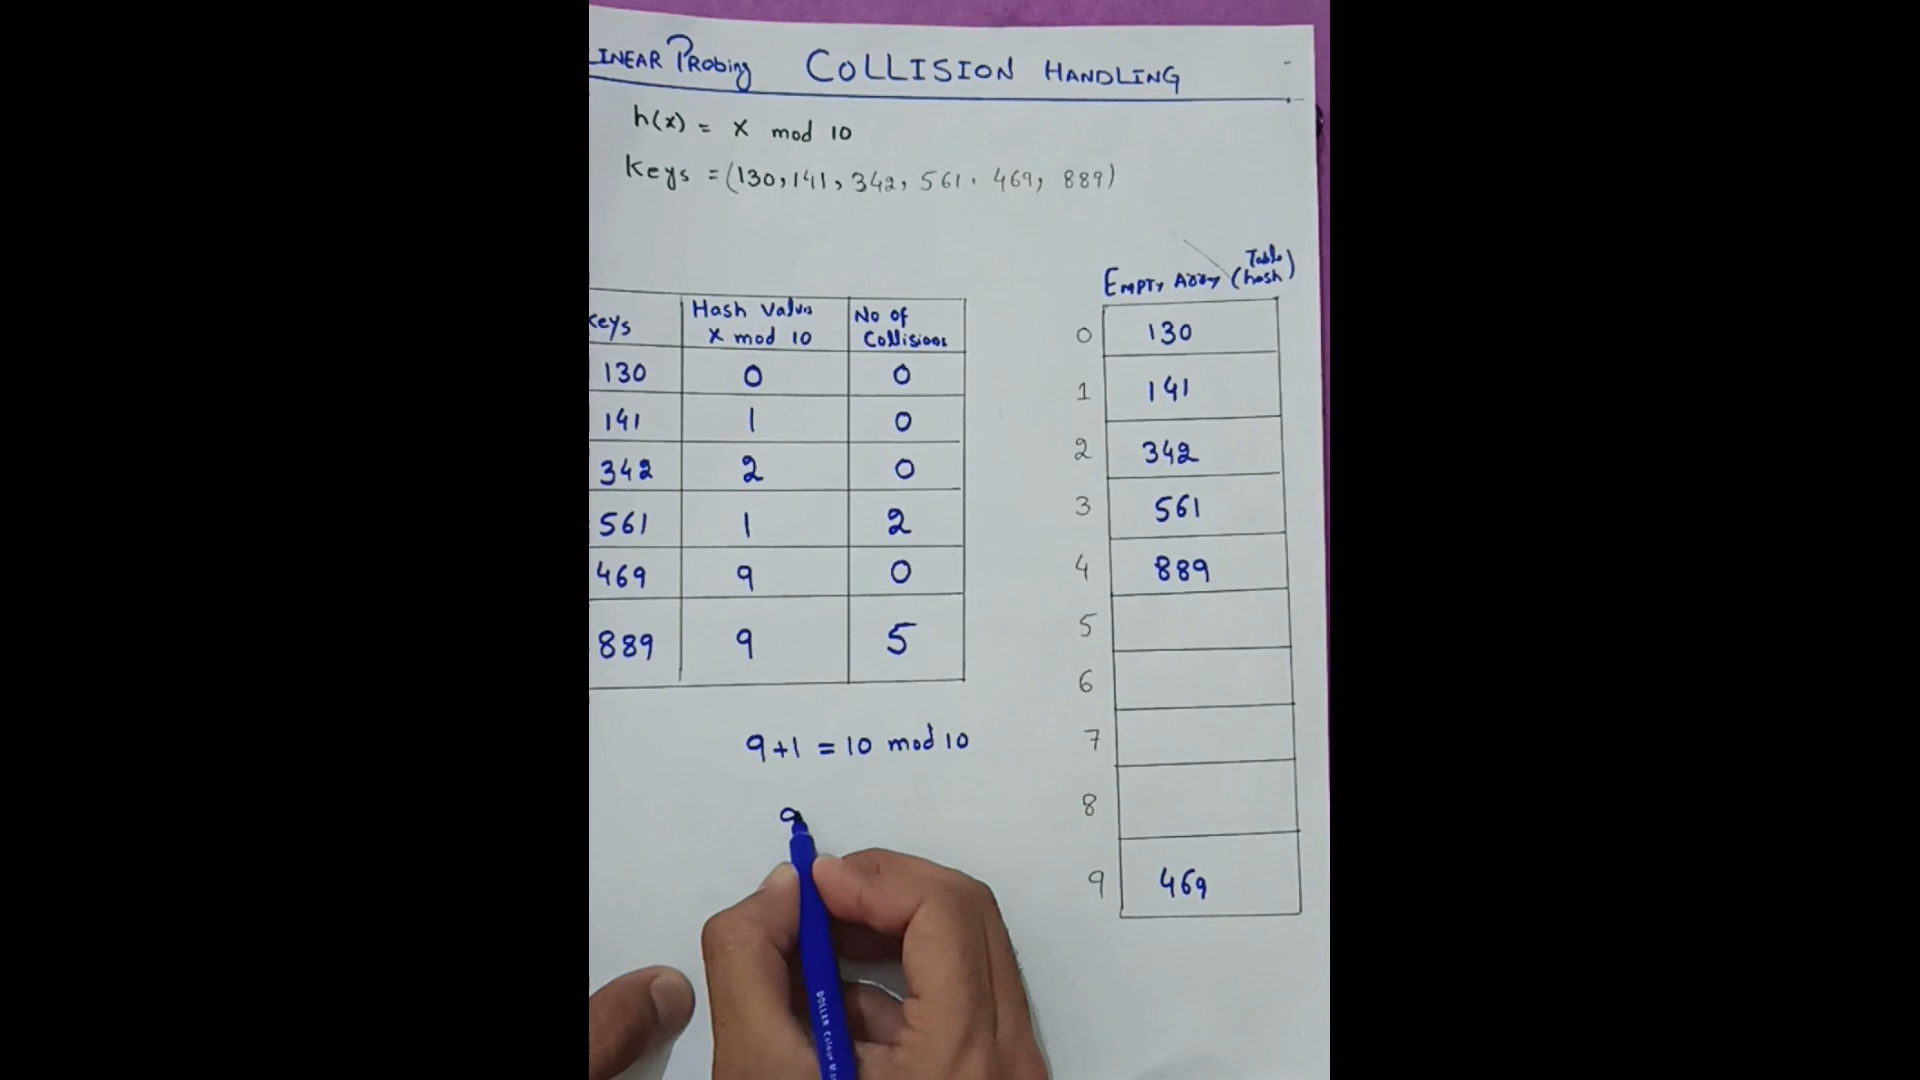 LINEAR Probing COLLISION HANDLING
h(x) = x mod 10
Keys = (130, 141, 342, 561, 469, 889)
Table
EMPTY Array (hash)
Keys
Hash Values
X mod 10
No of
Collisions
130 0 0
141 1 0
342 2 0
561 1 2
469 9 0
889 9 5
0 130
1 141
2 342
3 561
4 889
5
6
7
8
9 469
9+1 = 10 mod 10
9
DOLLAR